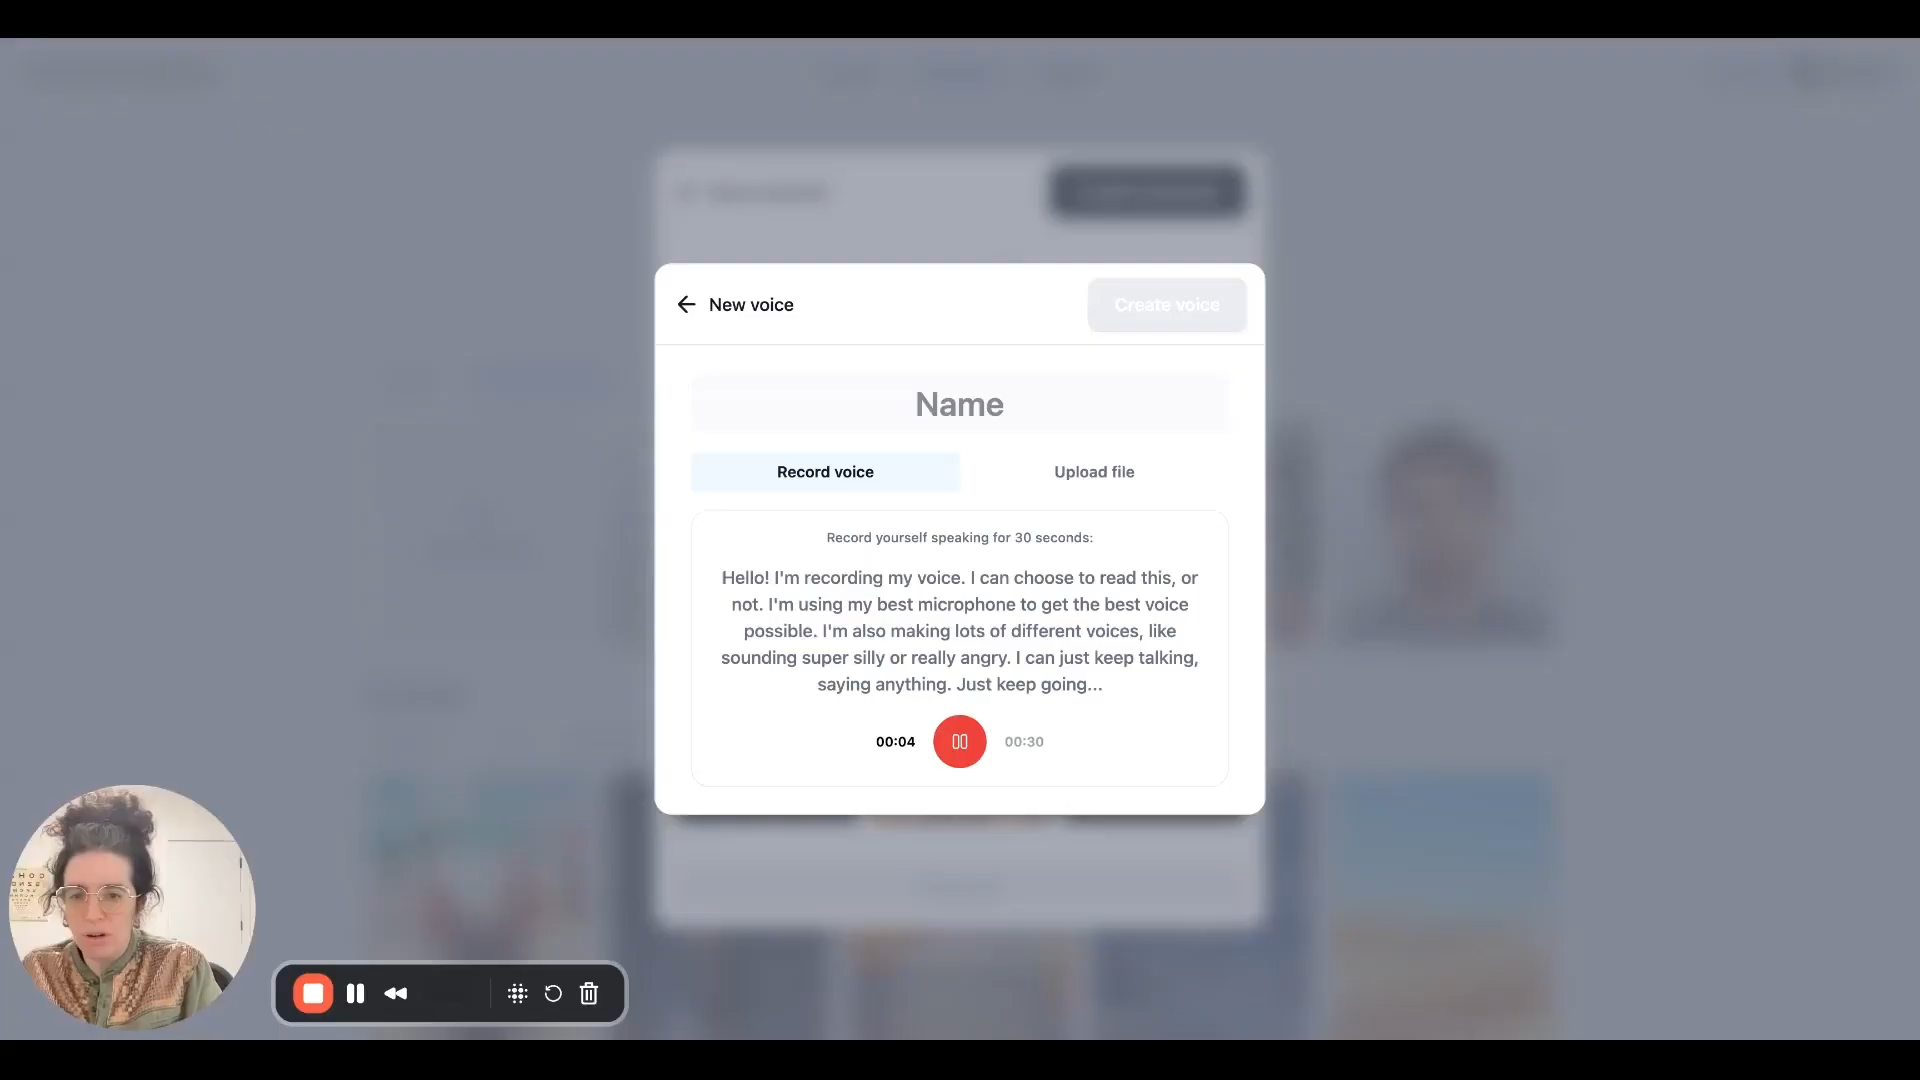 New voice
Create voice
Name
Record voice
Upload file
Record yourself speaking for 30 seconds:
Hello! I'm recording my voice. I can choose to read this, or
not. I'm using my best microphone to get the best voice
possible. I'm also making lots of different voices, like
sounding super silly or really angry. I can just keep talking,
saying anything. Just keep going...
00:04
00:30